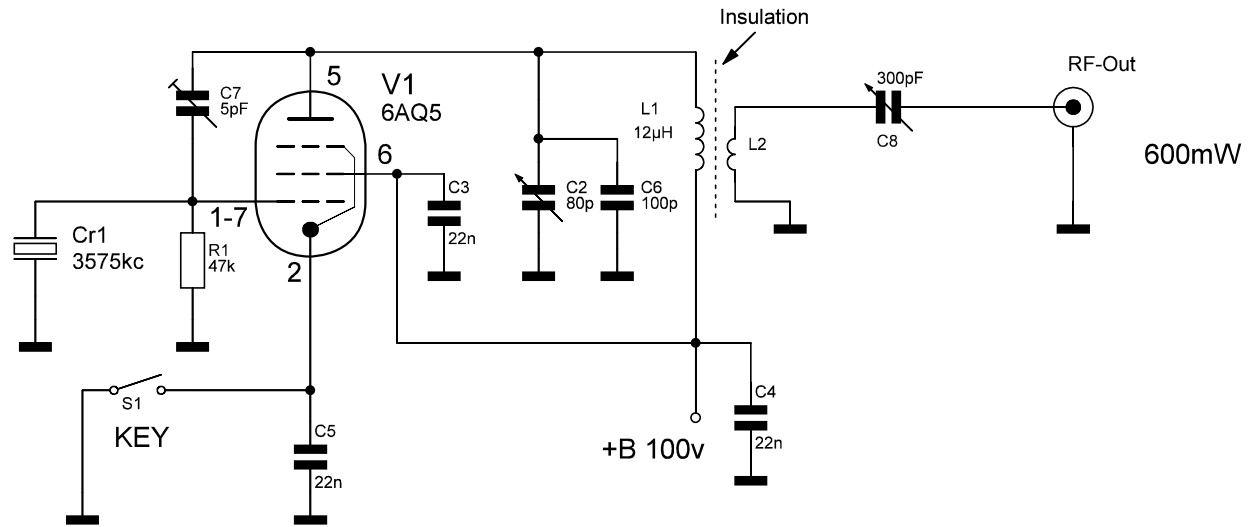 Insulation
5
V1
6AQ5
C7
5pF
300pF
C8
RF-Out
L1
12µH
L2
600mW
6
C3
22n
C2
80p
C6
100p
1-7
Cr1
3575kc
R1
47k
2
S1
KEY
C5
22n
+B 100v
C4
22n